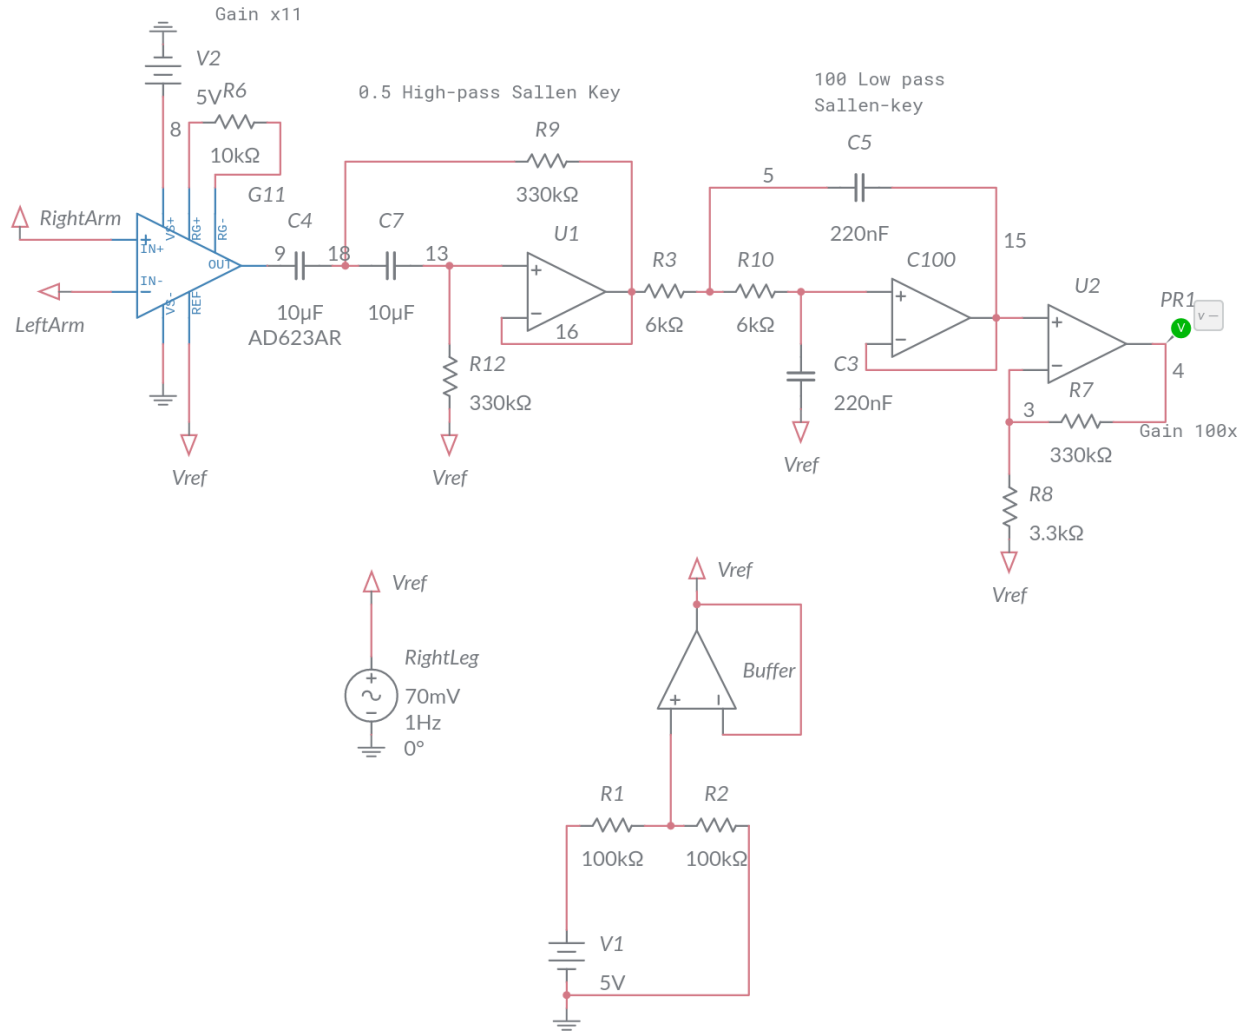 Gain x11
V2
5V
R6
8
10kΩ
0.5 High-pass Sallen Key
100 Low pass
Sallen-key
R9
330kΩ
C5
5
220nF
RightArm
G11
VS+
RG+
RG-
IN+
OUT
IN-
VS-
REF
LeftArm
C4
9
18
C7
13
10μF
10μF
AD623AR
U1
16
R3
6kΩ
R10
6kΩ
C100
15
U2
PR1
V
v —
4
R12
330kΩ
C3
220nF
R7
3
Gain 100x
330kΩ
R8
3.3kΩ
Vref
Vref
Vref
Vref
Vref
RightLeg
70mV
1Hz
0°
Vref
Buffer
R1
R2
100kΩ
100kΩ
V1
5V